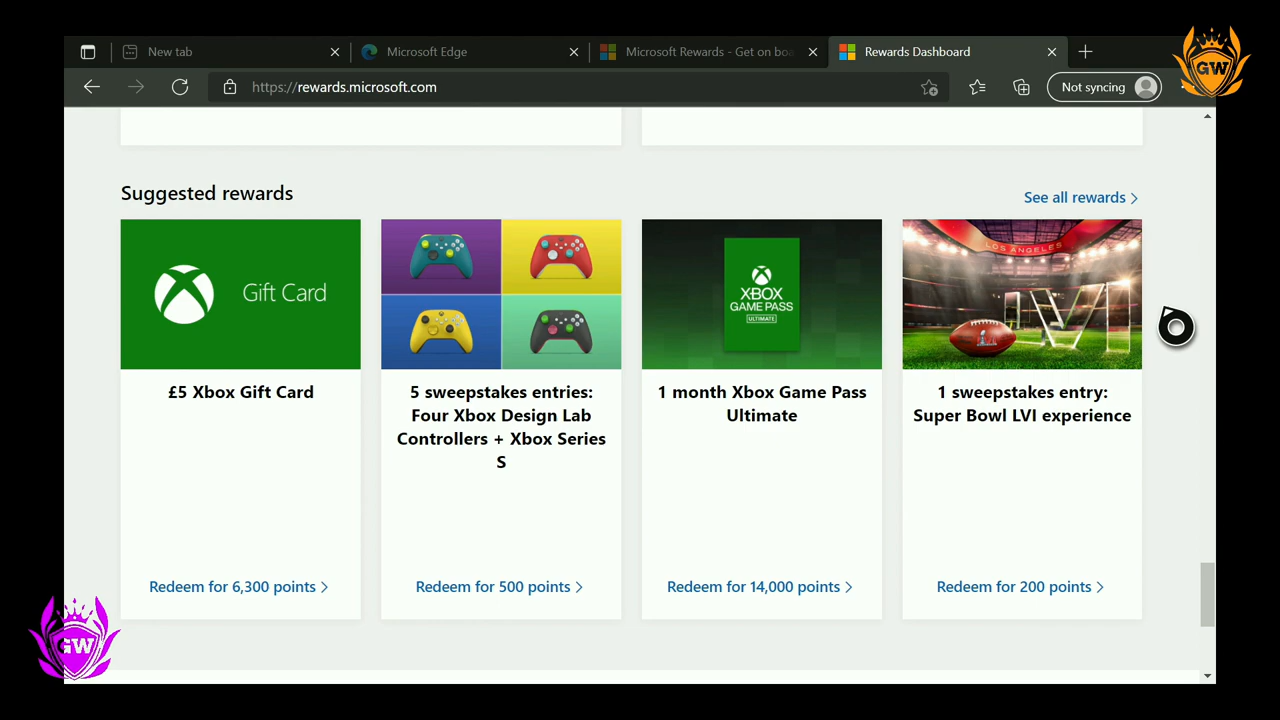 New tab
Microsoft Edge
Microsoft Rewards - Get on boa
Rewards Dashboard
GW
https://rewards.microsoft.com
Not syncing
Suggested rewards
See all rewards
Gift Card
XBOX
GAME PASS
ULTIMATE
LOS ANGELES
LVI
£5 Xbox Gift Card
5 sweepstakes entries:
Four Xbox Design Lab
Controllers + Xbox Series
S
1 month Xbox Game Pass
Ultimate
1 sweepstakes entry:
Super Bowl LVI experience
Redeem for 6,300 points
Redeem for 500 points
Redeem for 14,000 points
Redeem for 200 points
GW